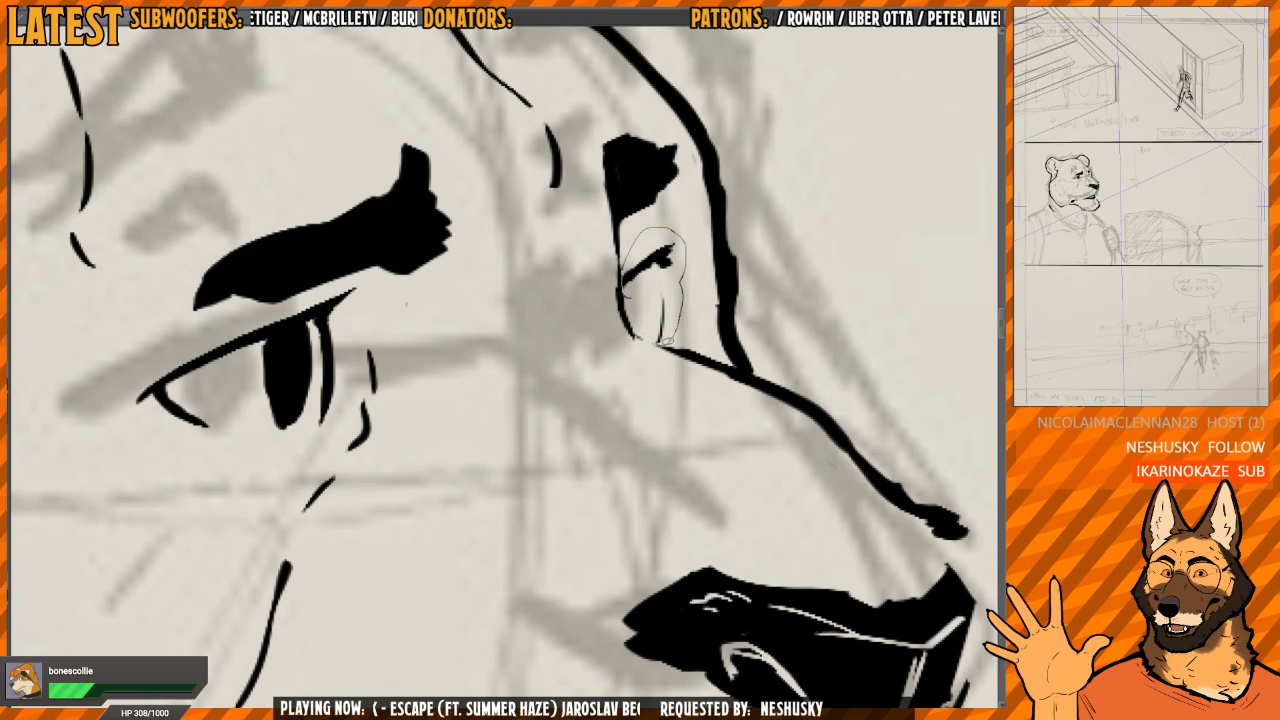 LATEST SUBWOOFERS: :TIGER / MCBRILLETV / BURI DONATORS: PATRONS: / ROWRIN / UBER OTTA / PETER LAVE
NICOLAIMACLENNAN28 HOST (1)
NESHUSKY FOLLOW
IKARINOKAZE SUB
bonescollie
HP 308/1000
PLAYING NOW: ( - ESCAPE (FT. SUMMER HAZE) JAROSLAV BE( REQUESTED BY: NESHUSKY